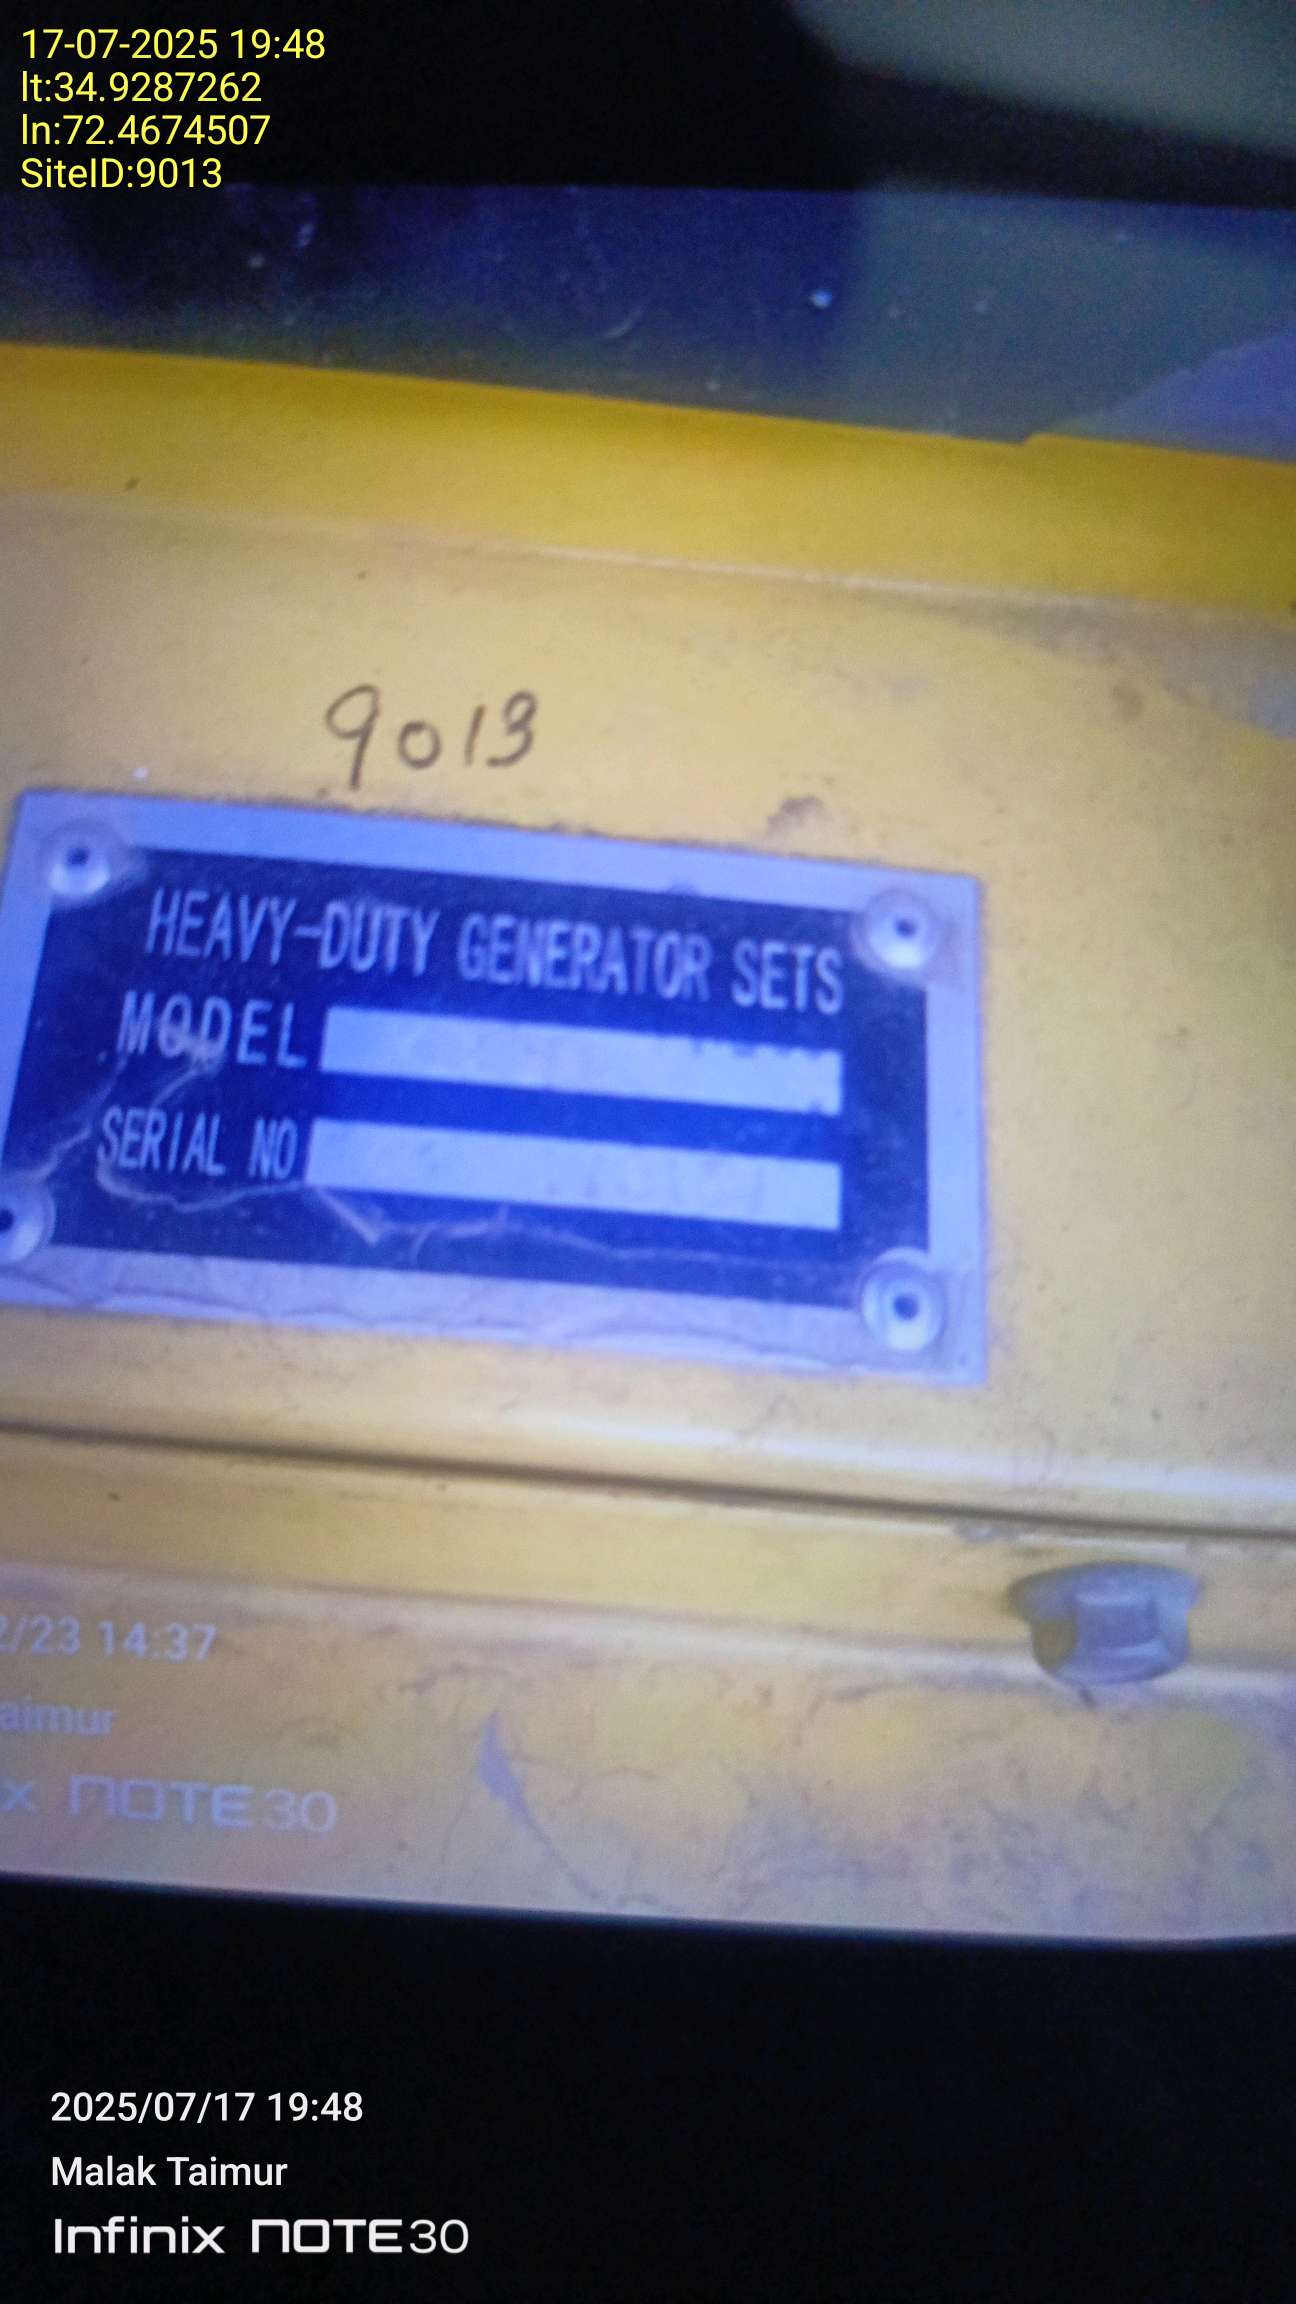 17-07-2025 19:48
lt:34.9287262
ln:72.4674507
SiteID:9013
9013
HEAVY-DUTY GENERATOR SETS
MODEL
SERIAL NO
2/23 14:37
aimur
x NOTE30
2025/07/17 19:48
Malak Taimur
Infinix NOTE30